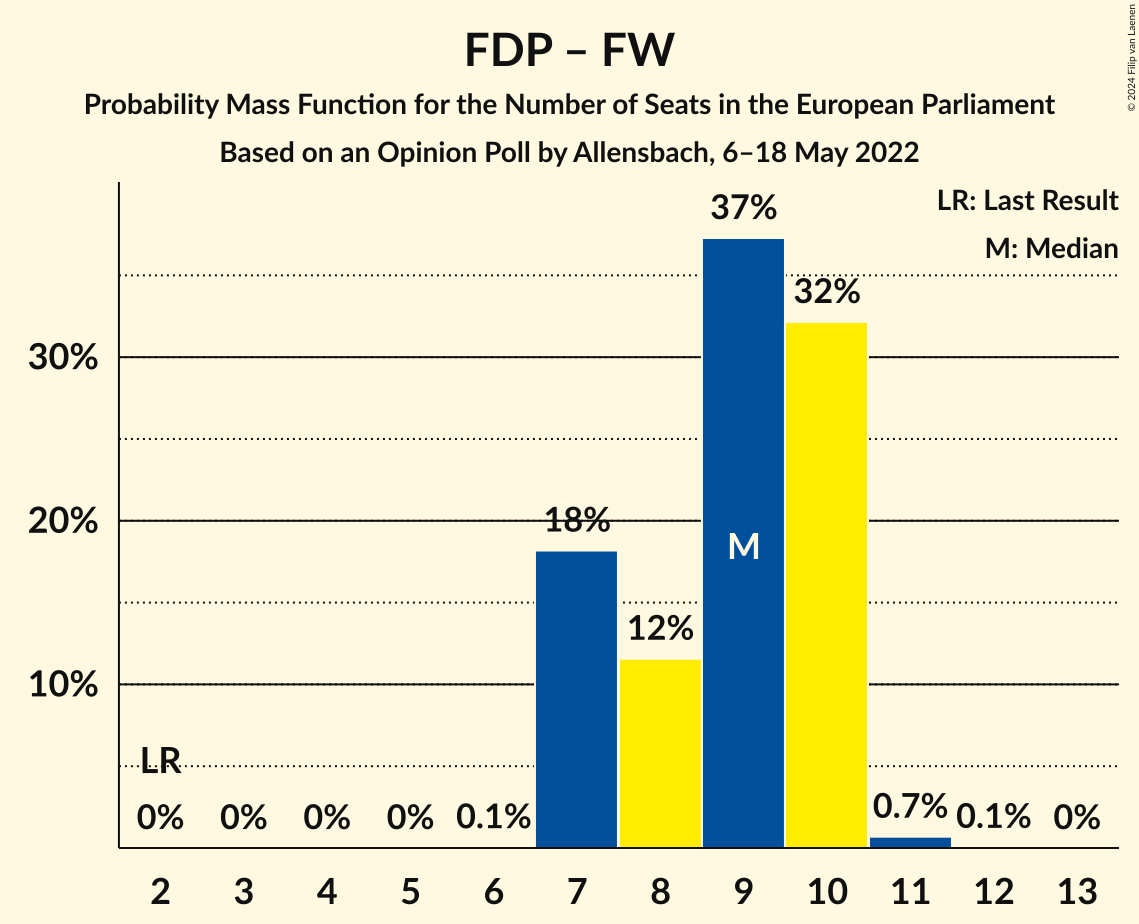 FDP – FW
Probability Mass Function for the Number of Seats in the European Parliament
Based on an Opinion Poll by Allensbach, 6–18 May 2022
© 2024 Filip van Laenen
LR: Last Result
M: Median
37%
32%
30%
20%
18%
M
12%
10%
LR
0% 0% 0% 0% 0.1% 0.7% 0.1% 0%
2 3 4 5 6 7 8 9 10 11 12 13